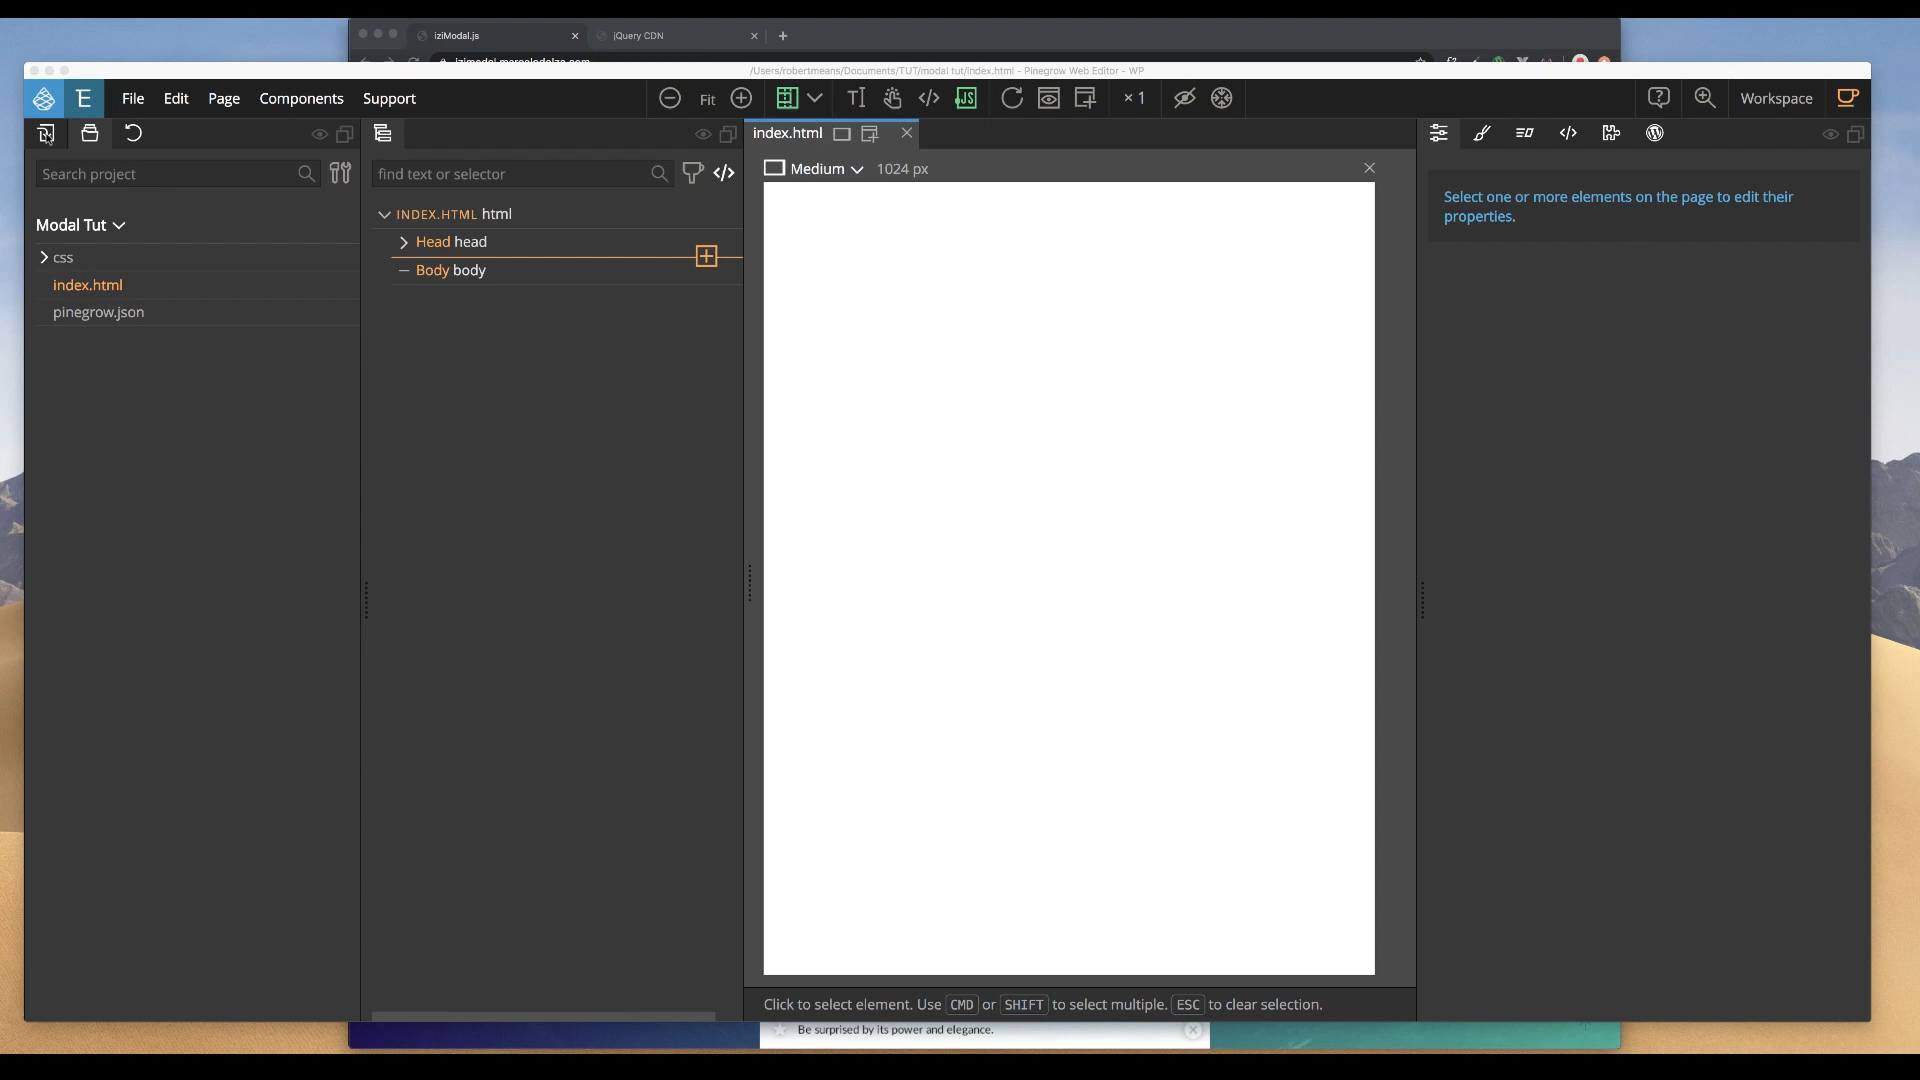 iziModal.js
jQuery CDN
izimodal.marcelodolza.com
/Users/robertmeans/Documents/TUT/modal tut/index.html - Pinegrow Web Editor - WP
File Edit Page Components Support
Fit
JS
× 1
Workspace
index.html
Search project
find text or selector
Medium 1024 px
Modal Tut
css
index.html
pinegrow.json
INDEX.HTML html
Head head
Body body
Select one or more elements on the page to edit their
properties.
Click to select element. Use CMD or SHIFT to select multiple. ESC to clear selection.
Be surprised by its power and elegance.